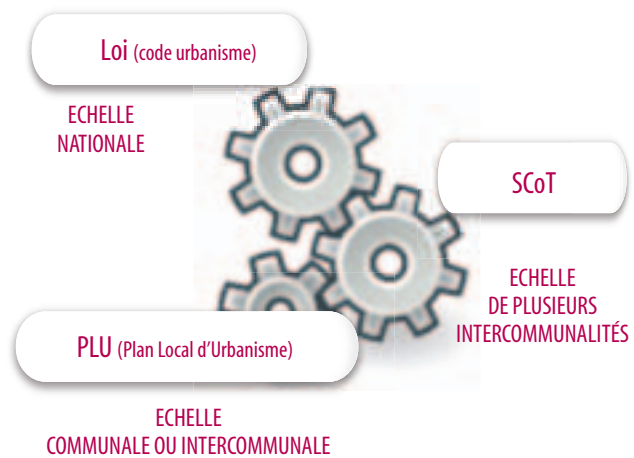 Loi (code urbanisme)
ECHELLE
NATIONALE
SCoT
ECHELLE
DE PLUSIEURS
INTERCOMMUNALITÉS
PLU (Plan Local d'Urbanisme)
ECHELLE
COMMUNALE OU INTERCOMMUNALE